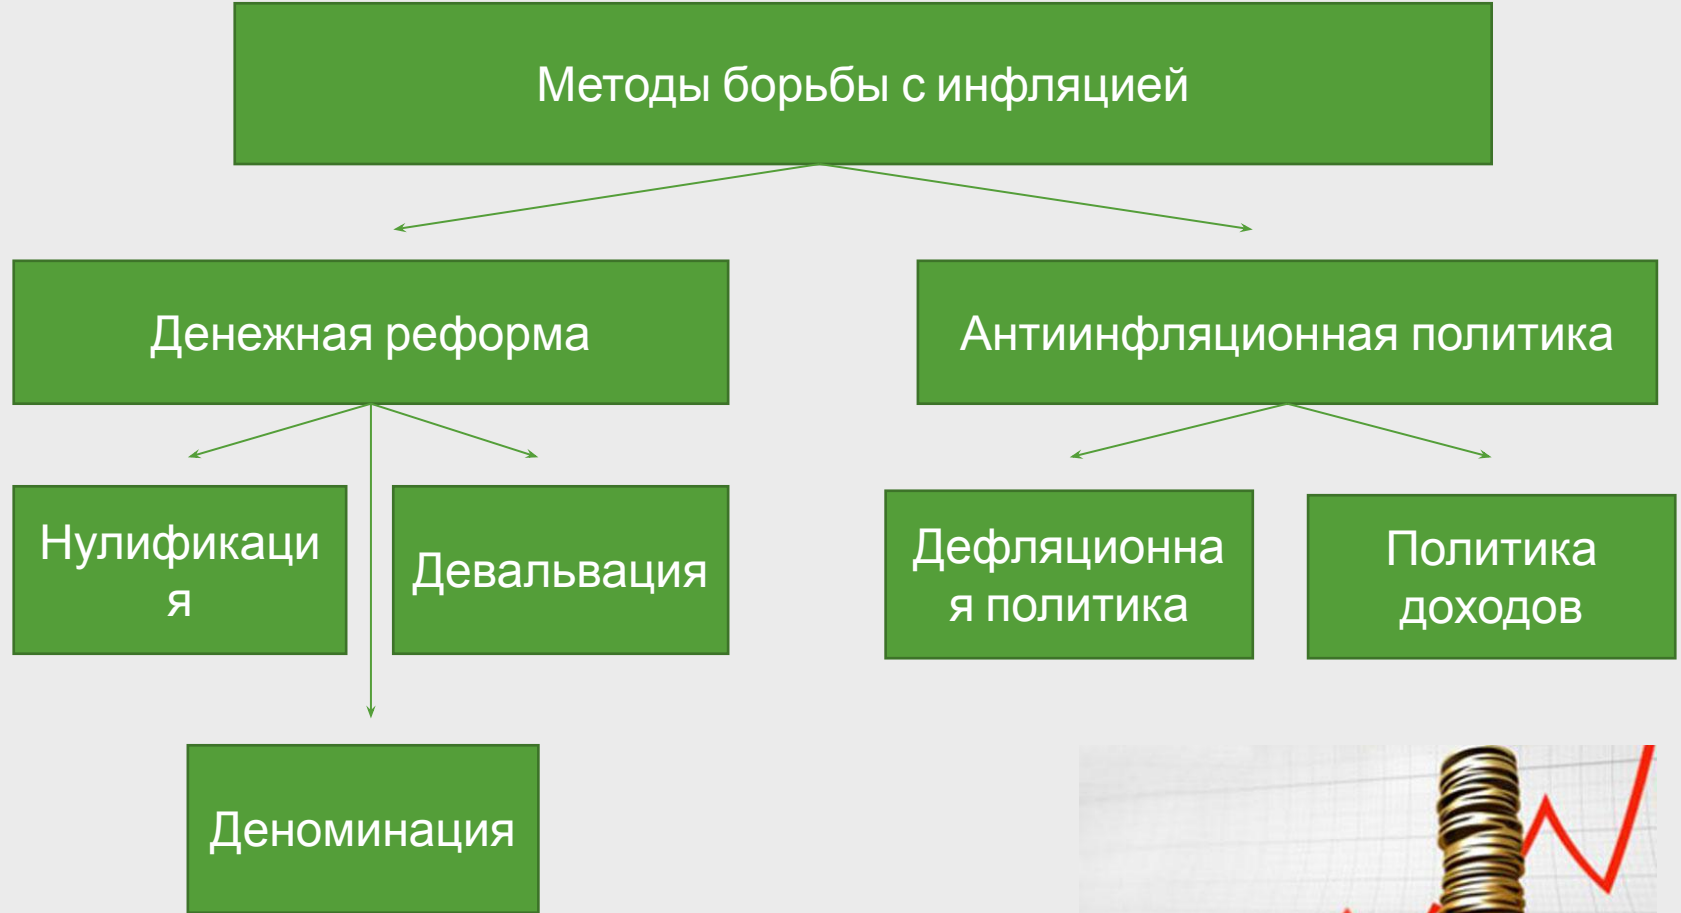 Методы борьбы с инфляцией
Денежная реформа
Антиинфляционная политика
Нулификаци
я
Девальвация
Дефляционна
я политика
Политика
доходов
Деноминация